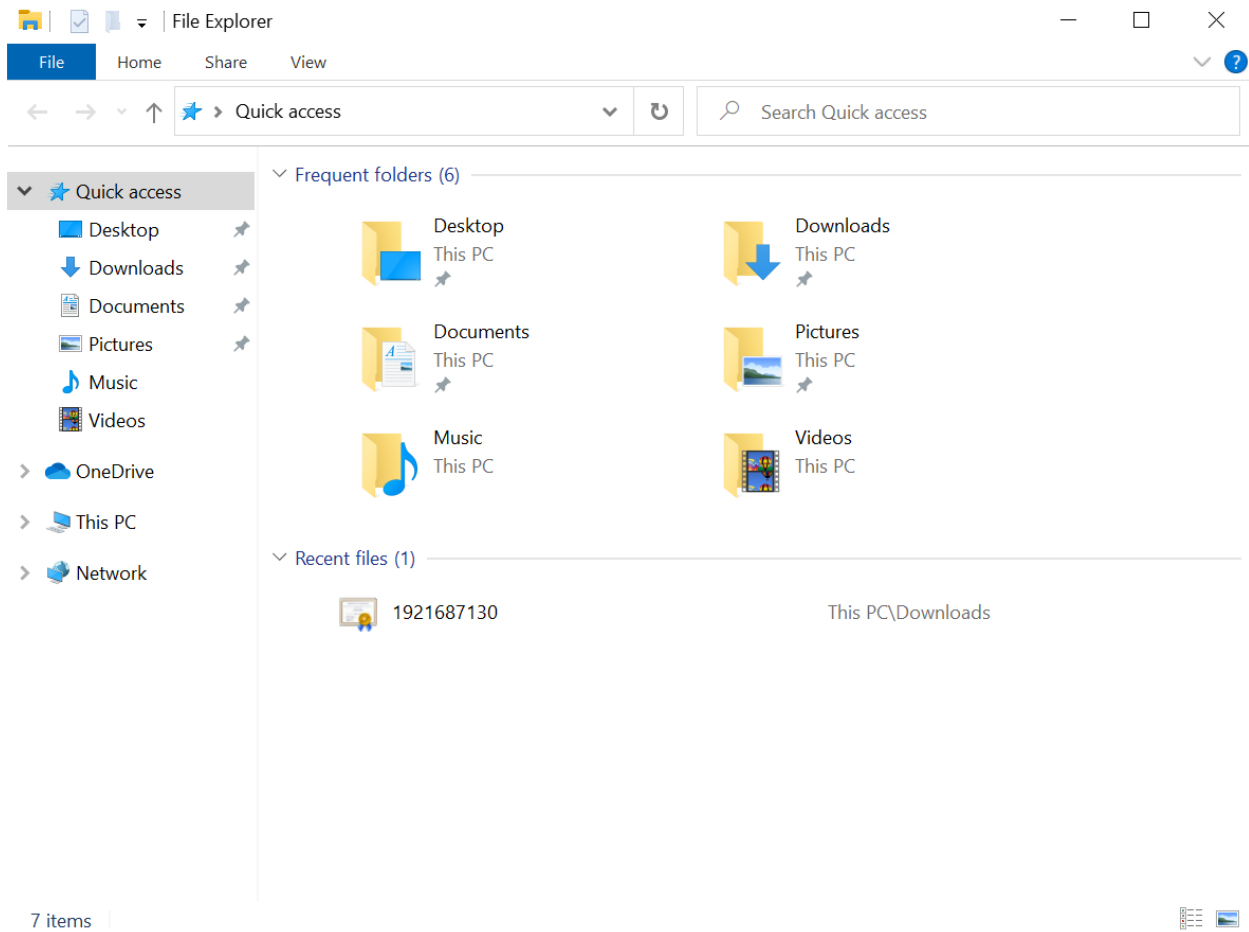 File Explorer
File Home Share View
Quick access
Search Quick access
Quick access
Desktop
Downloads
Documents
Pictures
Music
Videos
OneDrive
This PC
Network
Frequent folders (6)
Desktop
This PC
Downloads
This PC
Documents
This PC
Pictures
This PC
Music
This PC
Videos
This PC
Recent files (1)
1921687130 This PC\Downloads
7 items